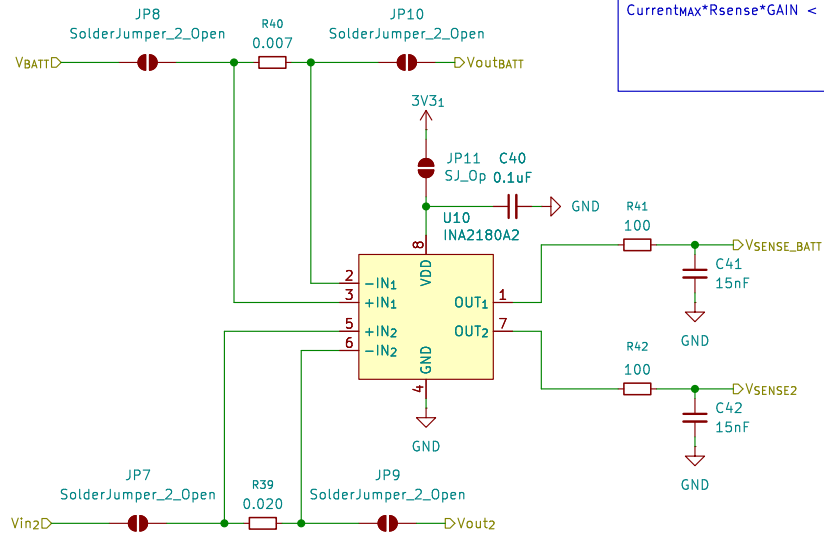 CurrentMAX*Rsense*GAIN <
JP8
SolderJumper_2_Open
R40
0.007
JP10
SolderJumper_2_Open
VBATT
VoutBATT
3V31
JP11
SJ_Op
C40
0.1uF
GND
U10
INA2180A2
8
VDD
2
-IN1
3
+IN1
5
+IN2
6
-IN2
OUT1
1
OUT2
7
GND
4
GND
R41
100
VSENSE_BATT
C41
15nF
GND
R42
100
VSENSE2
C42
15nF
GND
JP7
SolderJumper_2_Open
R39
0.020
JP9
SolderJumper_2_Open
Vin2
Vout2